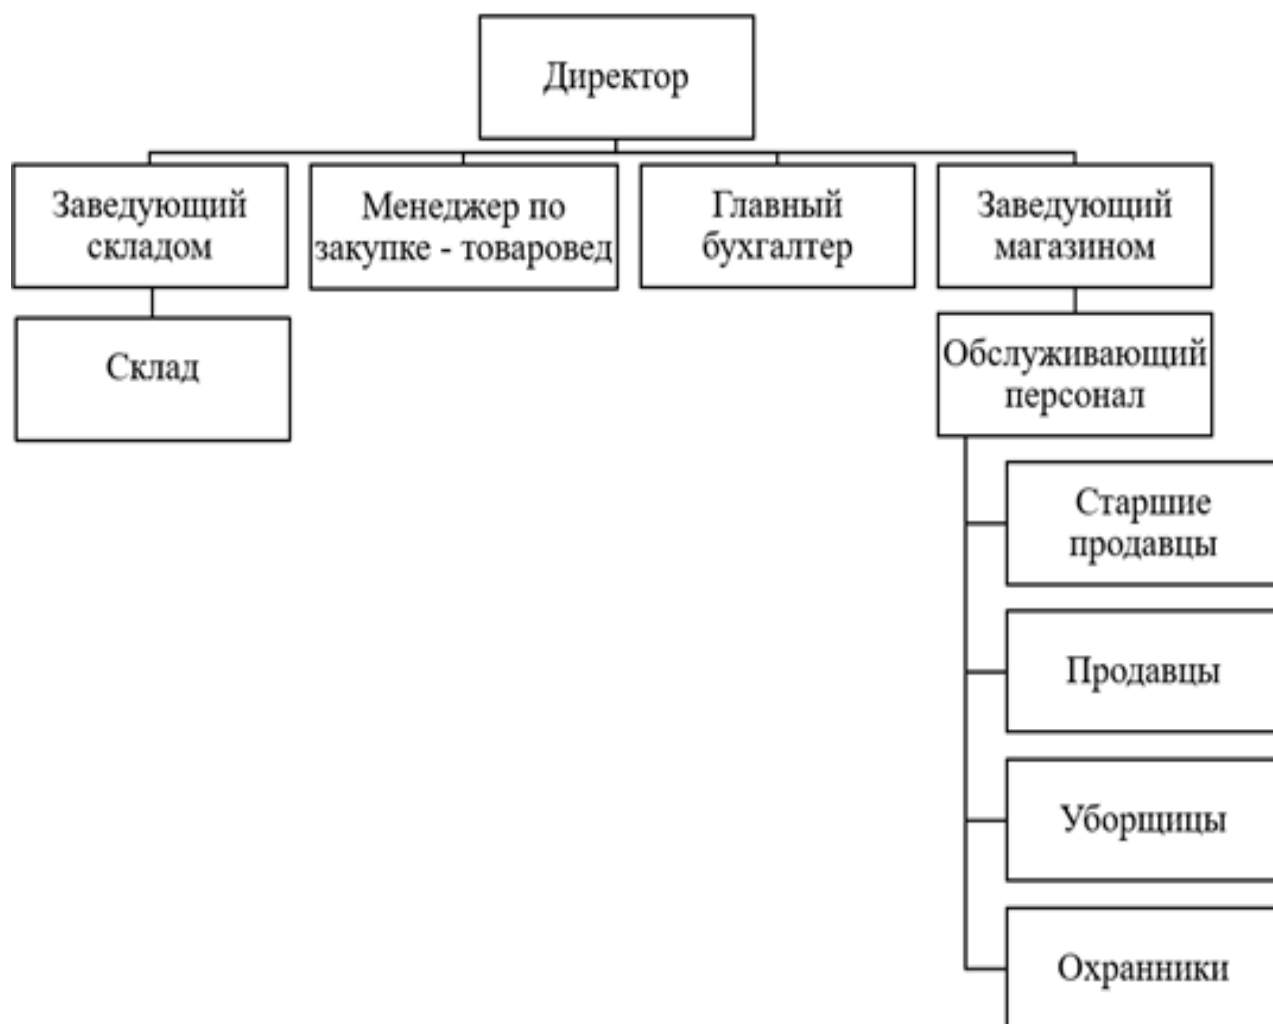 Директор
Заведующий
складом
Менеджер по
закупке - товаровед
Главный
бухгалтер
Заведующий
магазином
Склад
Обслуживающий
персонал
Старшие
продавцы
Продавцы
Уборщицы
Охранники